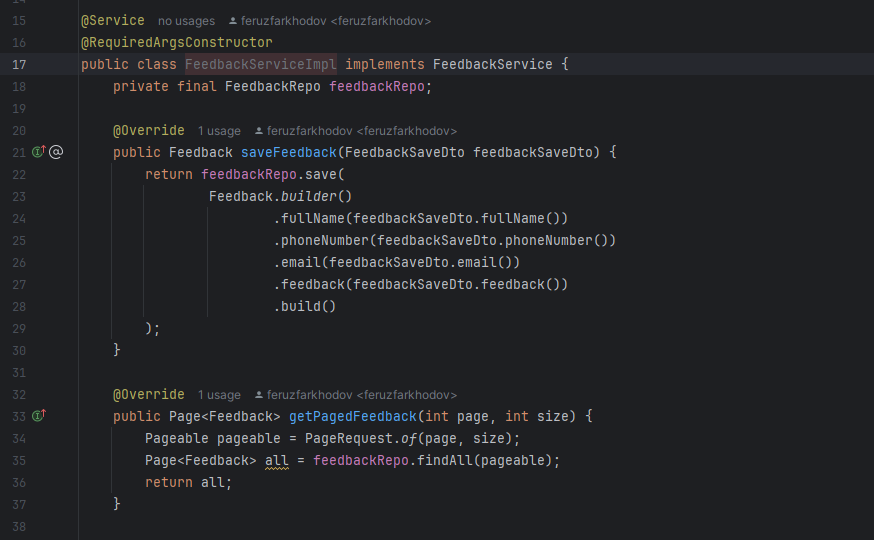 15 @Service no usages feruzfarkhodov <feruzfarkhodov>
16 @RequiredArgsConstructor
17 public class FeedbackServiceImpl implements FeedbackService {
18 private final FeedbackRepo feedbackRepo;
19
20 @Override 1 usage feruzfarkhodov <feruzfarkhodov>
21 public Feedback saveFeedback(FeedbackSaveDto feedbackSaveDto) {
22 return feedbackRepo.save(
23 Feedback.builder()
24 .fullName(feedbackSaveDto.fullName())
25 .phoneNumber(feedbackSaveDto.phoneNumber())
26 .email(feedbackSaveDto.email())
27 .feedback(feedbackSaveDto.feedback())
28 .build()
29 );
30 }
31
32 @Override 1 usage feruzfarkhodov <feruzfarkhodov>
33 public Page<Feedback> getPagedFeedback(int page, int size) {
34 Pageable pageable = PageRequest.of(page, size);
35 Page<Feedback> all = feedbackRepo.findAll(pageable);
36 return all;
37 }
38